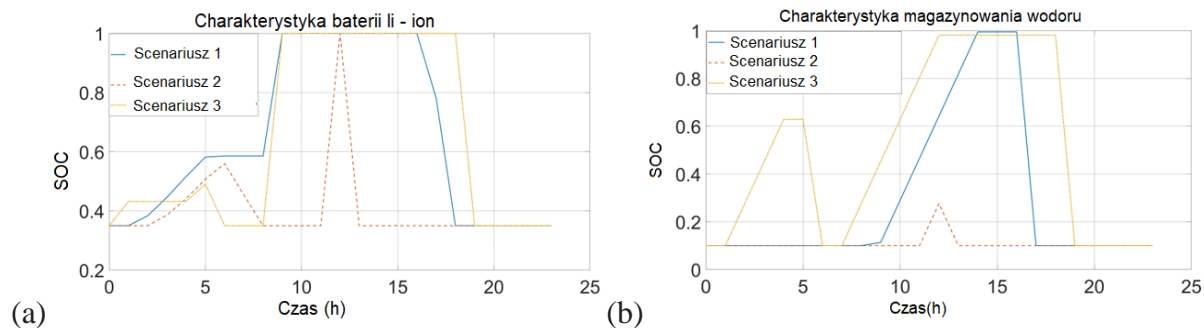 Charakterystyka baterii li - ion
1
Scenariusz 1
Scenariusz 2
0.8
Scenariusz 3
SOC
0.6
0.4
0.2
0
5
10
15
20
25
(a)
Czas (h)
Charakterystyka magazynowania wodoru
1
Scenariusz 1
Scenariusz 2
Scenariusz 3
0.8
0.6
SOC
0.4
0.2
0
0
5
10
15
20
25
(b)
Czas(h)